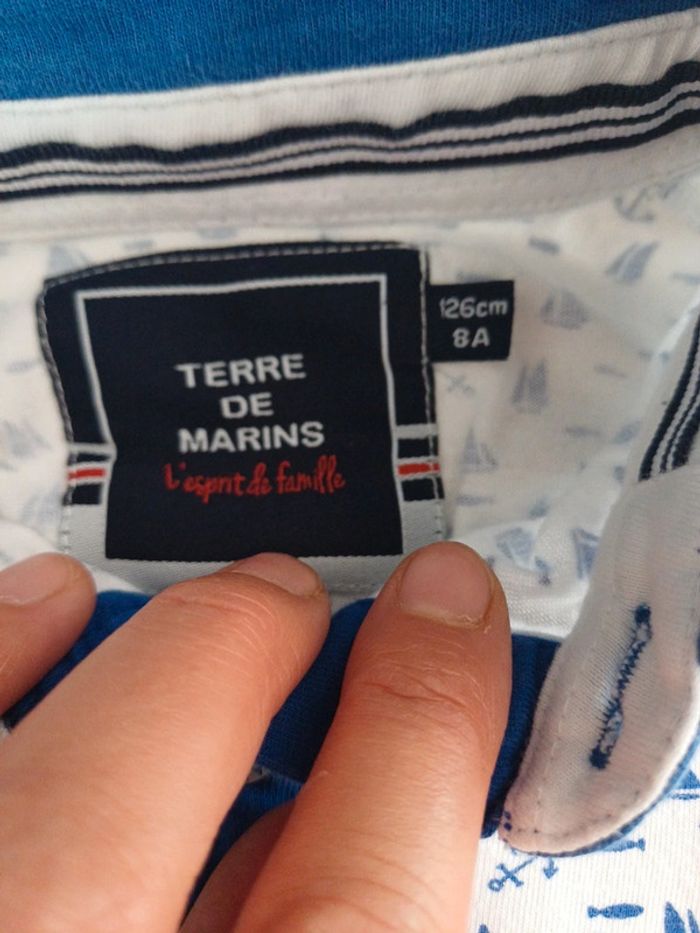 TERRE
DE
MARINS
L'esprit de famille
126cm
8A